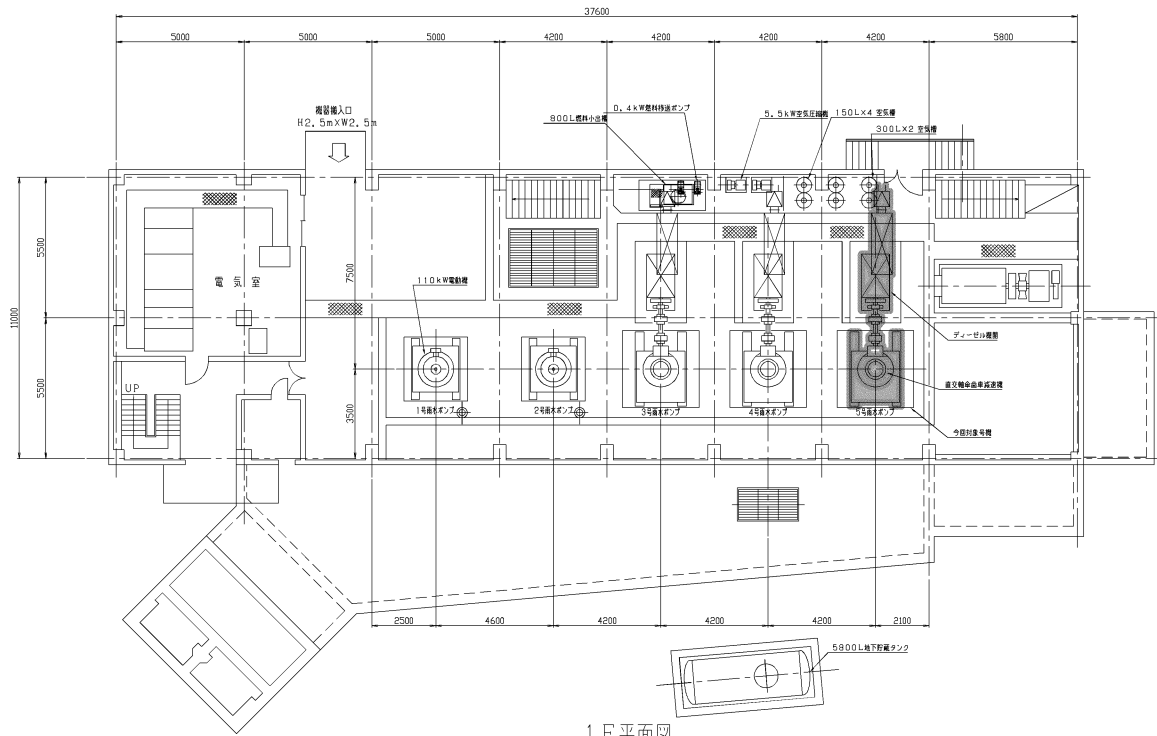 37600
5000 5000 5000 4200 4200 4200 4200 5800
機器搬入口
H2.5m×W2.5m
0.4kW燃料移送ポンプ
800L燃料小出槽
5.5kW空気圧縮機
150L×4 空気槽
300L×2 空気槽
11000
5500
5500
7500
3500
電気室
110kW電動機
ディーゼル機関
直交軸傘歯車減速機
今回対象号機
UP
1号雨水ポンプ
2号雨水ポンプ
3号雨水ポンプ
4号雨水ポンプ
5号雨水ポンプ
2500 4600 4200 4200 4200 2100
5800L地下貯蔵タンク
1F平面図